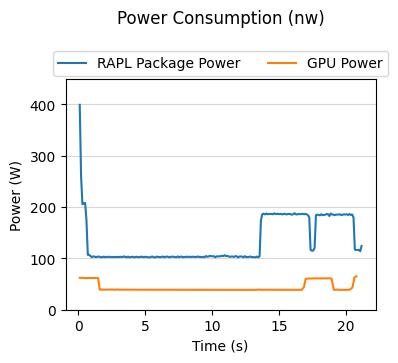 Power Consumption (nw)
RAPL Package Power
GPU Power
400
300
200
100
0
Power (W)
0
5
10
15
20
Time (s)